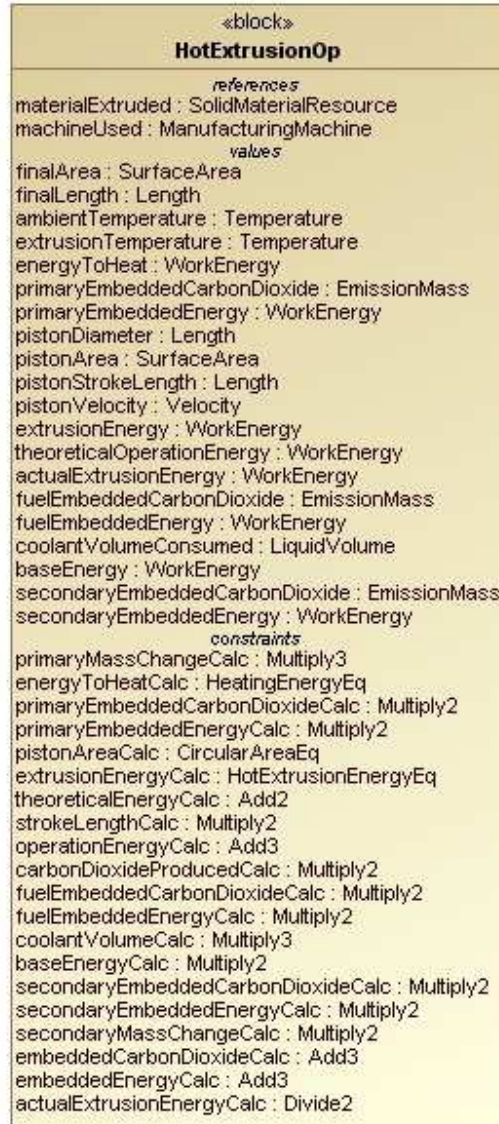 «block»
HotExtrusionOp
references
materialExtruded : SolidMaterialResource
machineUsed : ManufacturingMachine
values
finalArea : SurfaceArea
finalLength : Length
ambientTemperature : Temperature
extrusionTemperature : Temperature
energyToHeat : WorkEnergy
primaryEmbeddedCarbonDioxide : EmissionMass
primaryEmbeddedEnergy : WorkEnergy
pistonDiameter : Length
pistonArea : SurfaceArea
pistonStrokeLength : Length
pistonVelocity : Velocity
extrusionEnergy : WorkEnergy
theoreticalOperationEnergy : WorkEnergy
actualExtrusionEnergy : WorkEnergy
fuelEmbeddedCarbonDioxide : EmissionMass
fuelEmbeddedEnergy : WorkEnergy
coolantVolumeConsumed : LiquidVolume
baseEnergy : WorkEnergy
secondaryEmbeddedCarbonDioxide : EmissionMass
secondaryEmbeddedEnergy : WorkEnergy
constraints
primaryMassChangeCalc : Multiply3
energyToHeatCalc : HeatingEnergyEq
primaryEmbeddedCarbonDioxideCalc : Multiply2
primaryEmbeddedEnergyCalc : Multiply2
pistonAreaCalc : CircularAreaEq
extrusionEnergyCalc : HotExtrusionEnergyEq
theoreticalEnergyCalc : Add2
strokeLengthCalc : Multiply2
operationEnergyCalc : Add3
carbonDioxideProducedCalc : Multiply2
fuelEmbeddedCarbonDioxideCalc : Multiply2
fuelEmbeddedEnergyCalc : Multiply2
coolantVolumeCalc : Multiply3
baseEnergyCalc : Multiply2
secondaryEmbeddedCarbonDioxideCalc : Multiply2
secondaryEmbeddedEnergyCalc : Multiply2
secondaryMassChangeCalc : Multiply2
embeddedCarbonDioxideCalc : Add3
embeddedEnergyCalc : Add3
actualExtrusionEnergyCalc : Divide2